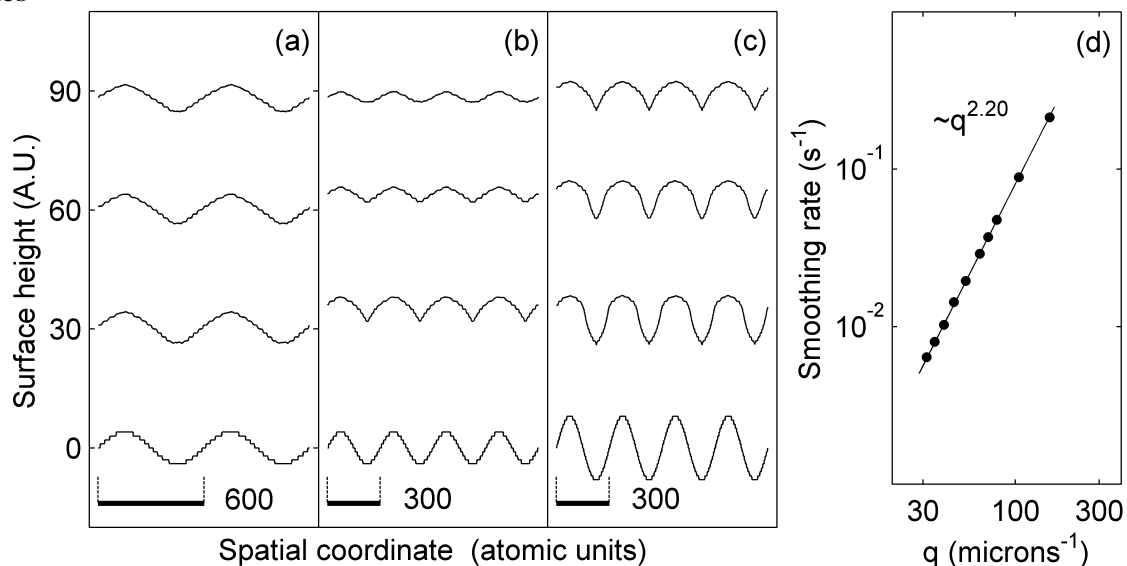 (a)
(b)
(c)
Surface height (A.U.)
90
60
30
0
600
300
300
Spatial coordinate (atomic units)
(d)
~q^2.20
Smoothing rate (s^-1)
10^-1
10^-2
30 100 300
q (microns^-1)